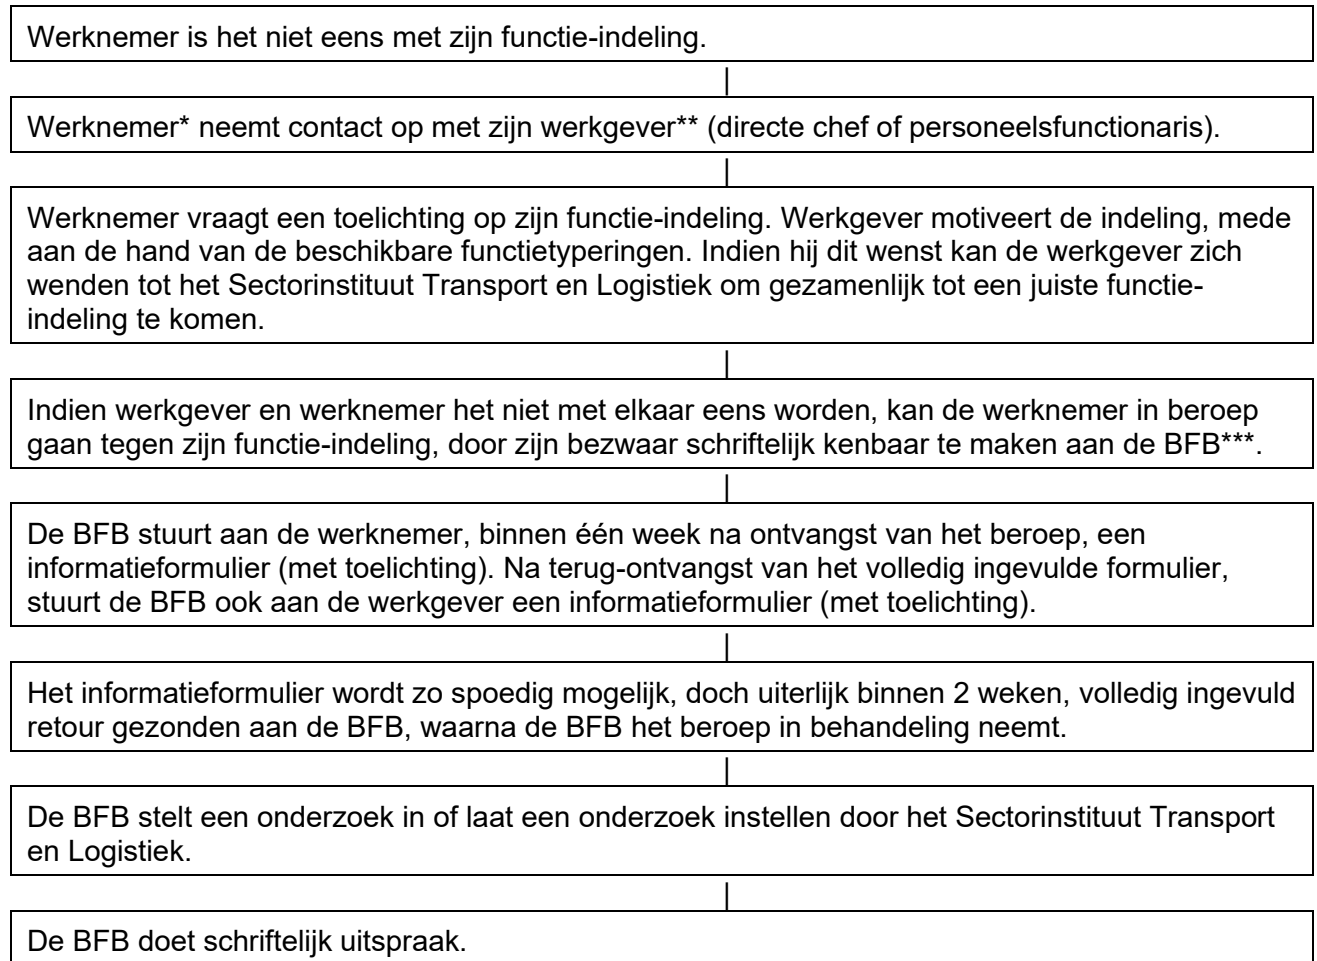 Werknemer is het niet eens met zijn functie-indeling.
Werknemer* neemt contact op met zijn werkgever** (directe chef of personeelsfunctionaris).
Werknemer vraagt een toelichting op zijn functie-indeling. Werkgever motiveert de indeling, mede
aan de hand van de beschikbare functietyperingen. Indien hij dit wenst kan de werkgever zich
wenden tot het Sectorinstituut Transport en Logistiek om gezamenlijk tot een juiste functie-
indeling te komen.
Indien werkgever en werknemer het niet met elkaar eens worden, kan de werknemer in beroep
gaan tegen zijn functie-indeling, door zijn bezwaar schriftelijk kenbaar te maken aan de BFB***.
De BFB stuurt aan de werknemer, binnen één week na ontvangst van het beroep, een
informatieformulier (met toelichting). Na terug-ontvangst van het volledig ingevulde formulier,
stuurt de BFB ook aan de werkgever een informatieformulier (met toelichting).
Het informatieformulier wordt zo spoedig mogelijk, doch uiterlijk binnen 2 weken, volledig ingevuld
retour gezonden aan de BFB, waarna de BFB het beroep in behandeling neemt.
De BFB stelt een onderzoek in of laat een onderzoek instellen door het Sectorinstituut Transport
en Logistiek.
De BFB doet schriftelijk uitspraak.